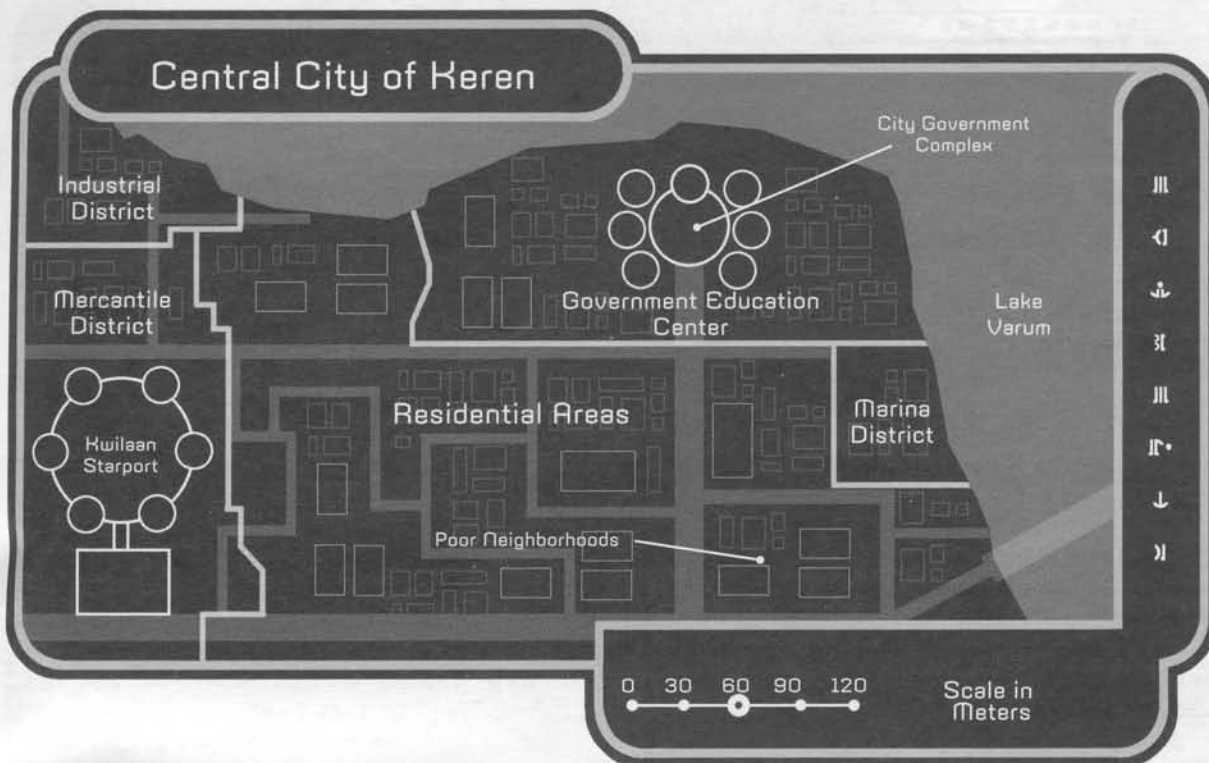 Central City of Keren
City Government
Complex
Industrial
District
Mercantile
District
Government Education
Center
Lake
Varum
Residential Areas
Marina
District
Kwilaan
Starport
Poor Neighborhoods
0 30 60 90 120
Scale in
Meters